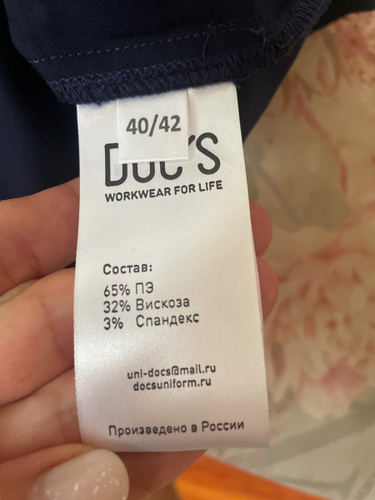 40/42
DOC'S
WORKWEAR FOR LIFE
Состав:
65% ПЭ
32% Вискоза
3% Спандекс
uni-docs@mail.ru
docsuniform.ru
Произведено в России